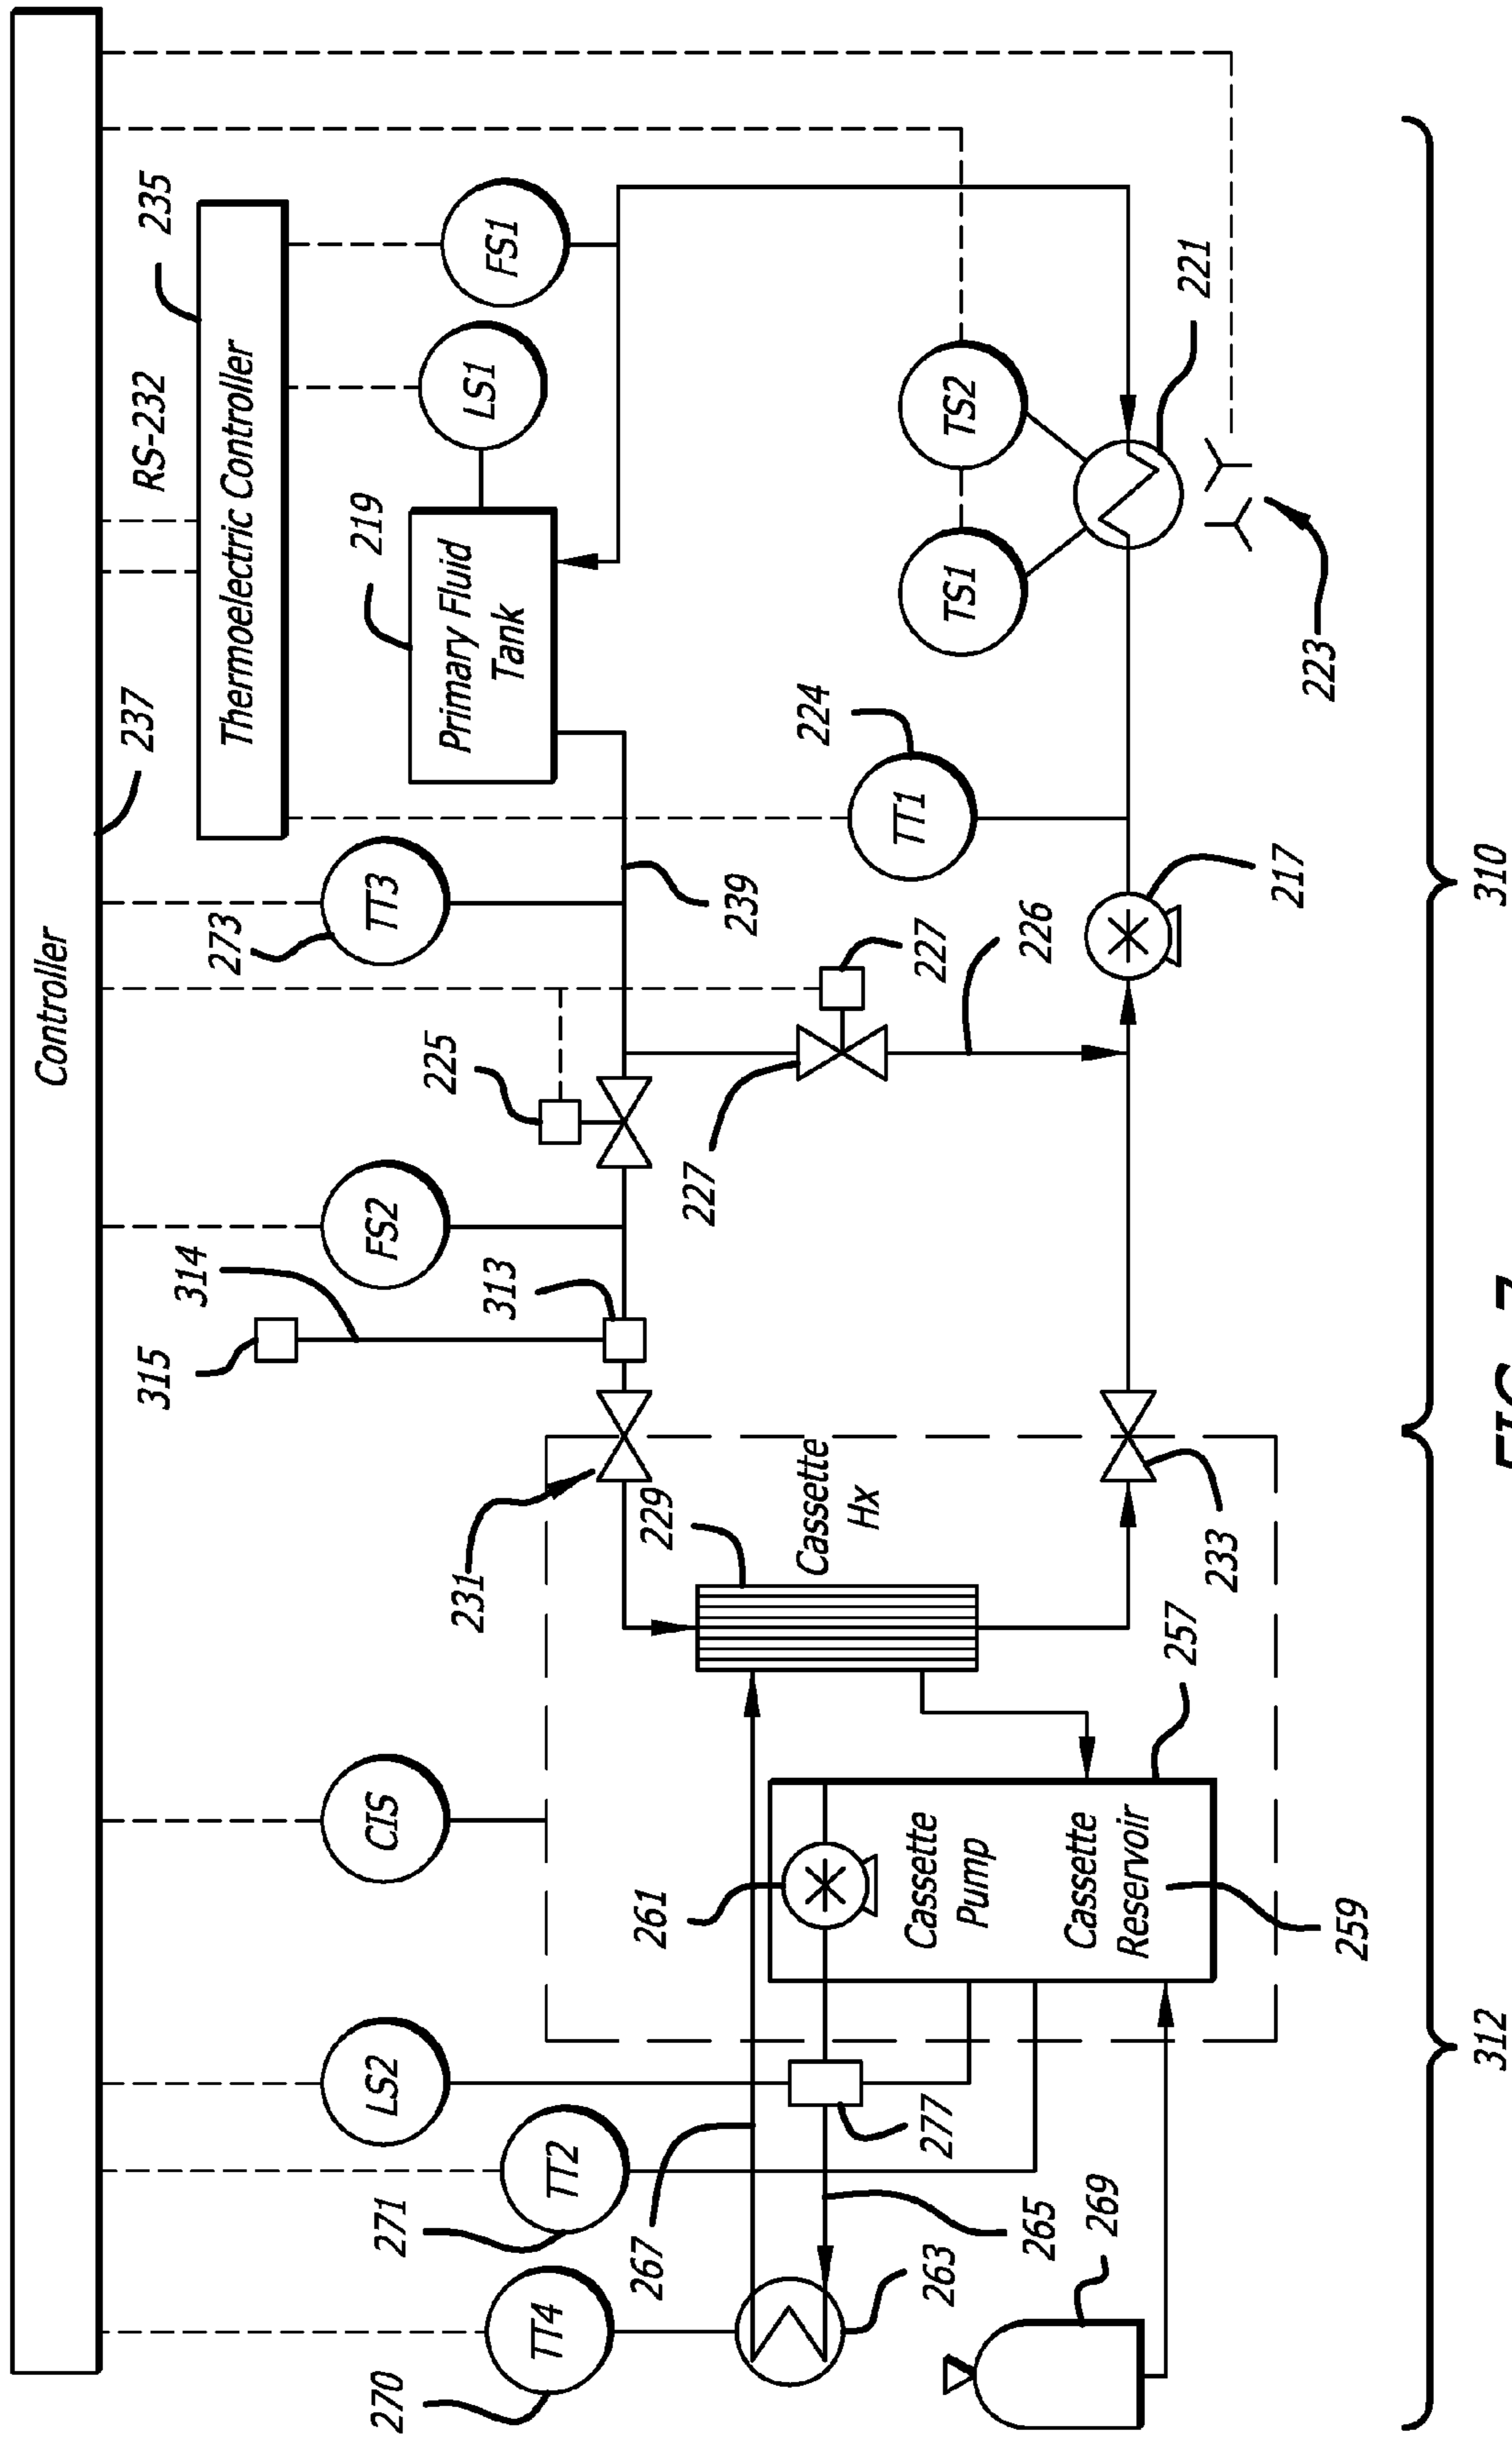 Controller
237
RS-232
235
Thermoelectric Controller
315
314
273
TT4
270
TT2
271
LS2
CIS
FS2
TT3
219
Primary Fluid
Tank
LS1
FS1
231
313
225
239
224
TT1
TS1
TS2
267
261
229
Cassette
Hx
227
227
226
263
265
277
Cassette
Pump
Cassette
Reservoir
257
233
217
221
223
269
259
312
310